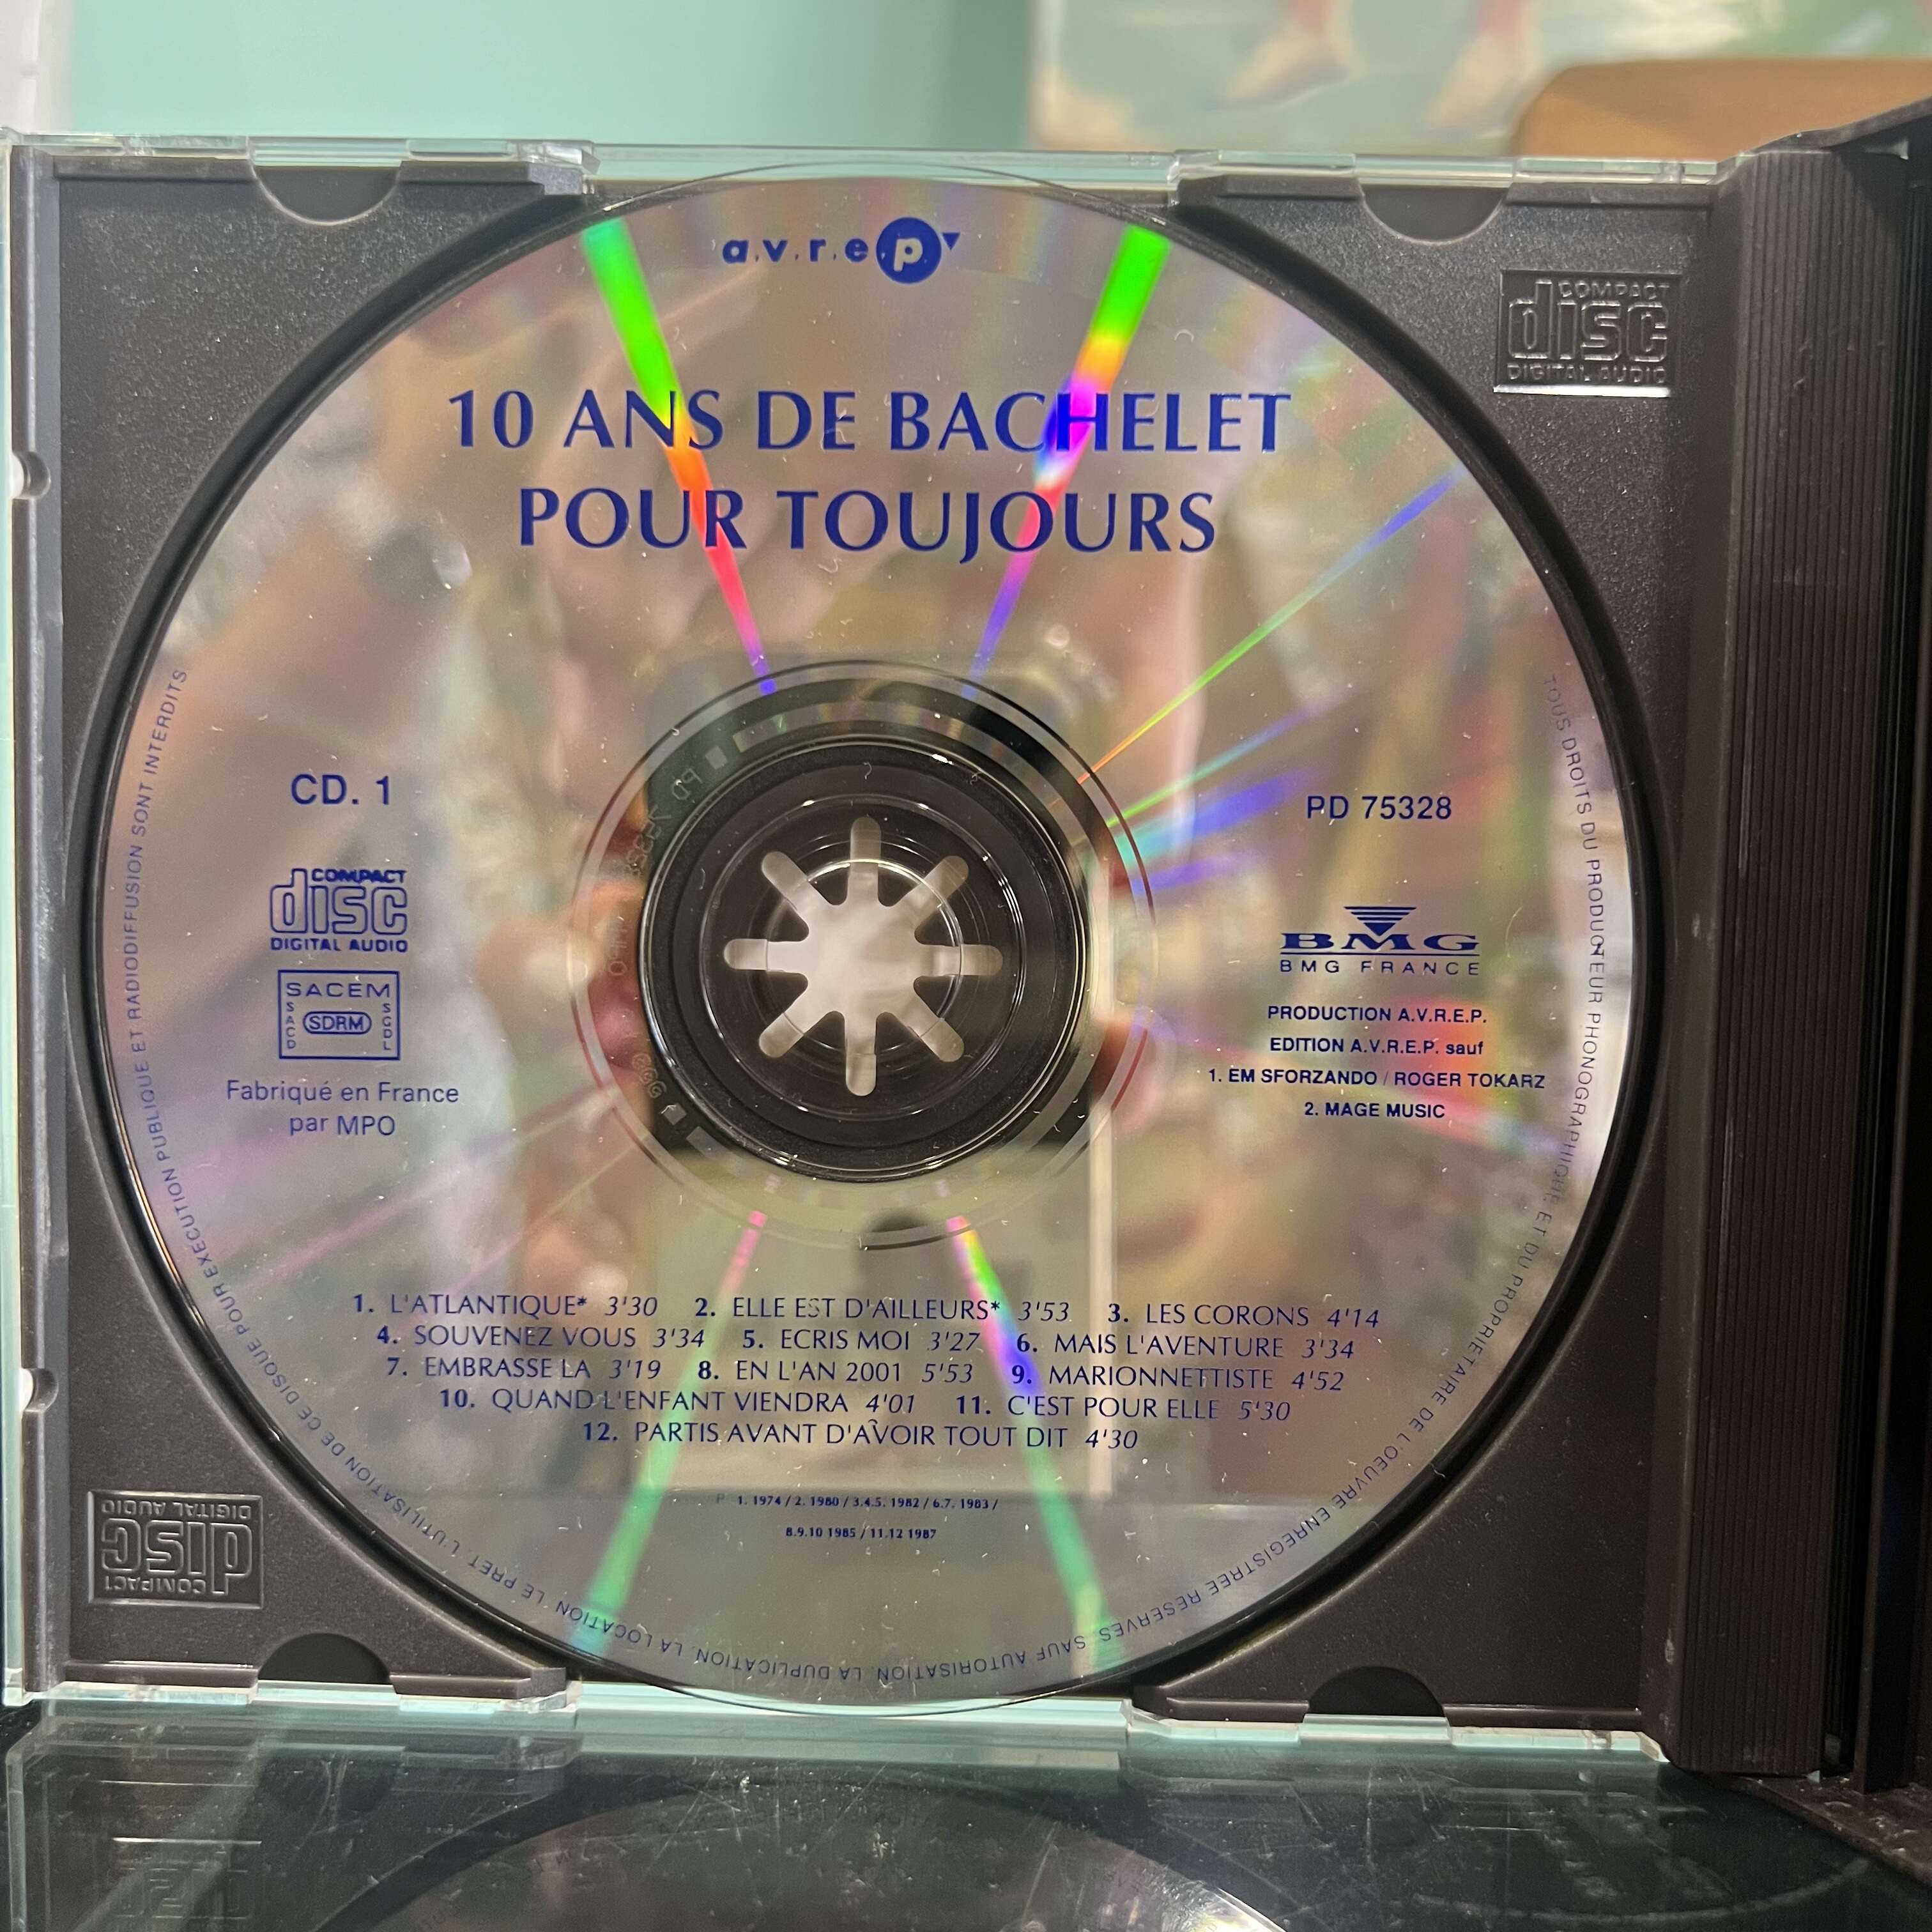 a.v.r.e.p
10 ANS DE BACHELET
POUR TOUJOURS
COMPACT
disc
DIGITAL AUDIO
CD. 1
COMPACT
disc
DIGITAL AUDIO
SACEM
SACD
SDRM
SGDL
Fabriqué en France
par MPO
PD 75328
BMG
BMG FRANCE
PRODUCTION A.V.R.E.P.
EDITION A.V.R.E.P. sauf
1. EM SFORZANDO / ROGER TOKARZ
2. MAGE MUSIC
1. L'ATLANTIQUE* 3'30 2. ELLE EST D'AILLEURS* 3'53 3. LES CORONS 4'14
4. SOUVENEZ VOUS 3'34 5. ECRIS MOI 3'27 6. MAIS L'AVENTURE 3'34
7. EMBRASSE LA 3'19 8. EN L'AN 2001 5'53 9. MARIONNETTISTE 4'52
10. QUAND L'ENFANT VIENDRA 4'01 11. C'EST POUR ELLE 5'30
12. PARTIS AVANT D'AVOIR TOUT DIT 4'30
P 1. 1974 / 2. 1980 / 3.4.5. 1982 / 6.7. 1983 /
8.9.10 1985 / 11.12 1987
TOUS DROITS DU PRODUCTEUR PHONOGRAPHIQUE ET DU PROPRIETAIRE DE L'OEUVRE ENREGISTREE RESERVES. SAUF AUTORISATION, LA DUPLICATION, LA LOCATION, LE PRET, L'UTILISATION DE CE DISQUE POUR EXECUTION PUBLIQUE ET RADIODIFFUSION SONT INTERDITS
COMPACT
disc
DIGITAL AUDIO